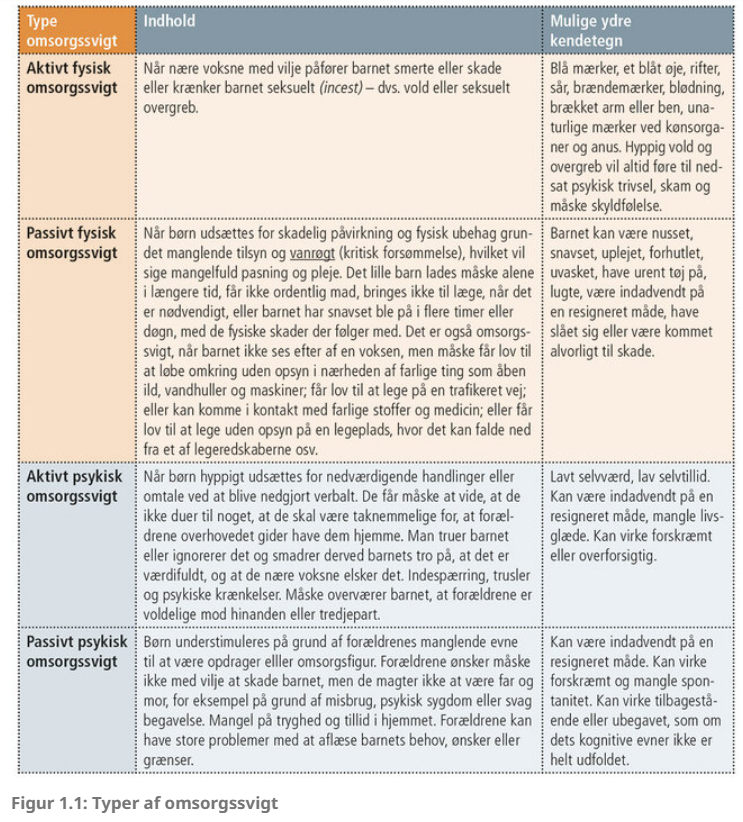 Type
omsorgssvigt
Indhold
Mulige ydre
kendetegn
Aktivt fysisk
omsorgssvigt
Når nære voksne med vilje påfører barnet smerte eller skade
eller krænker barnet seksuelt (incest) – dvs. vold eller seksuelt
overgreb.
Blå mærker, et blåt øje, rifter,
sår, brændemærker, blødning,
brækket arm eller ben, una-
turlige mærker ved kønsorga-
ner og anus. Hyppig vold og
overgreb vil altid føre til ned-
sat psykisk trivsel, skam og
måske skyldfølelse.
Passivt fysisk
omsorgssvigt
Når børn udsættes for skadelig påvirkning og fysisk ubehag grun-
det manglende tilsyn og vanrøgt (kritisk forsømmelse), hvilket vil
sige mangelfuld pasning og pleje. Det lille barn lades måske alene
i længere tid, får ikke ordentlig mad, bringes ikke til læge, når det
er nødvendigt, eller barnet har snavset ble på i flere timer eller
døgn, med de fysiske skader der følger med. Det er også omsorgs-
svigt, når barnet ikke ses efter af en voksen, men måske får lov til
at løbe omkring uden opsyn i nærheden af farlige ting som åben
ild, vandhuller og maskiner; får lov til at lege på en trafikeret vej;
eller kan komme i kontakt med farlige stoffer og medicin; eller får
lov til at lege uden opsyn på en legeplads, hvor det kan falde ned
fra et af legeredskaberne osv.
Barnet kan være nusset,
snavset, uplejet, forhutlet,
uvasket, have urent tøj på,
lugte, være indadvendt på
en resigneret måde, have
slået sig eller være kommet
alvorligt til skade.
Aktivt psykisk
omsorgssvigt
Når børn hyppigt udsættes for nedværdigende handlinger eller
omtale ved at blive nedgjort verbalt. De får måske at vide, at de
ikke duer til noget, at de skal være taknemmelige for, at foræl-
drene overhovedet gider have dem hjemme. Man truer barnet
eller ignorerer det og smadrer derved barnets tro på, at det er
værdifuldt, og at de nære voksne elsker det. Indespærring, trusler
og psykiske krænkelser. Måske overværer barnet, at forældrene er
voldelige mod hinanden eller tredjepart.
Lavt selvværd, lav selvtillid.
Kan være indadvendt på en
resigneret måde, mangle livs-
glæde. Kan virke forskræmt
eller overforsigtig.
Passivt psykisk
omsorgssvigt
Børn understimuleres på grund af forældrenes manglende evne
til at være opdrager elller omsorgsfigur. Forældrene ønsker måske
ikke med vilje at skade barnet, men de magter ikke at være far og
mor, for eksempel på grund af misbrug, psykisk sygdom eller svag
begavelse. Mangel på tryghed og tillid i hjemmet. Forældrene kan
have store problemer med at aflæse barnets behov, ønsker eller
grænser.
Kan være indadvendt på en
resigneret måde. Kan virke
forskræmt og mangle spon-
tanitet. Kan virke tilbagestå-
ende eller ubegavet, som om
dets kognitive evner ikke er
helt udfoldet.
Figur 1.1: Typer af omsorgssvigt